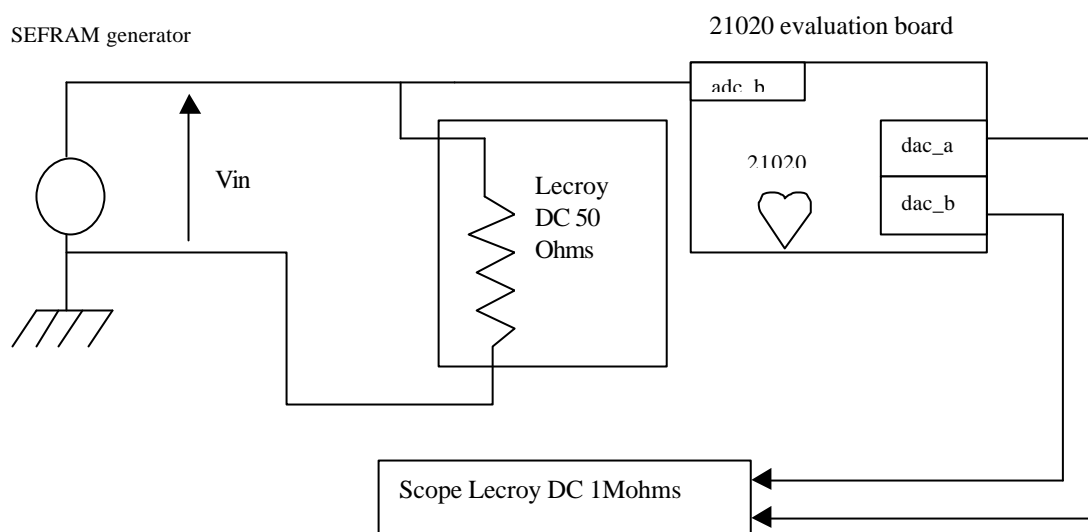 SEFRAM generator
21020 evaluation board
adc_b
Vin
Lecroy
DC 50
Ohms
21020
dac_a
dac_b
Scope Lecroy DC 1Mohms